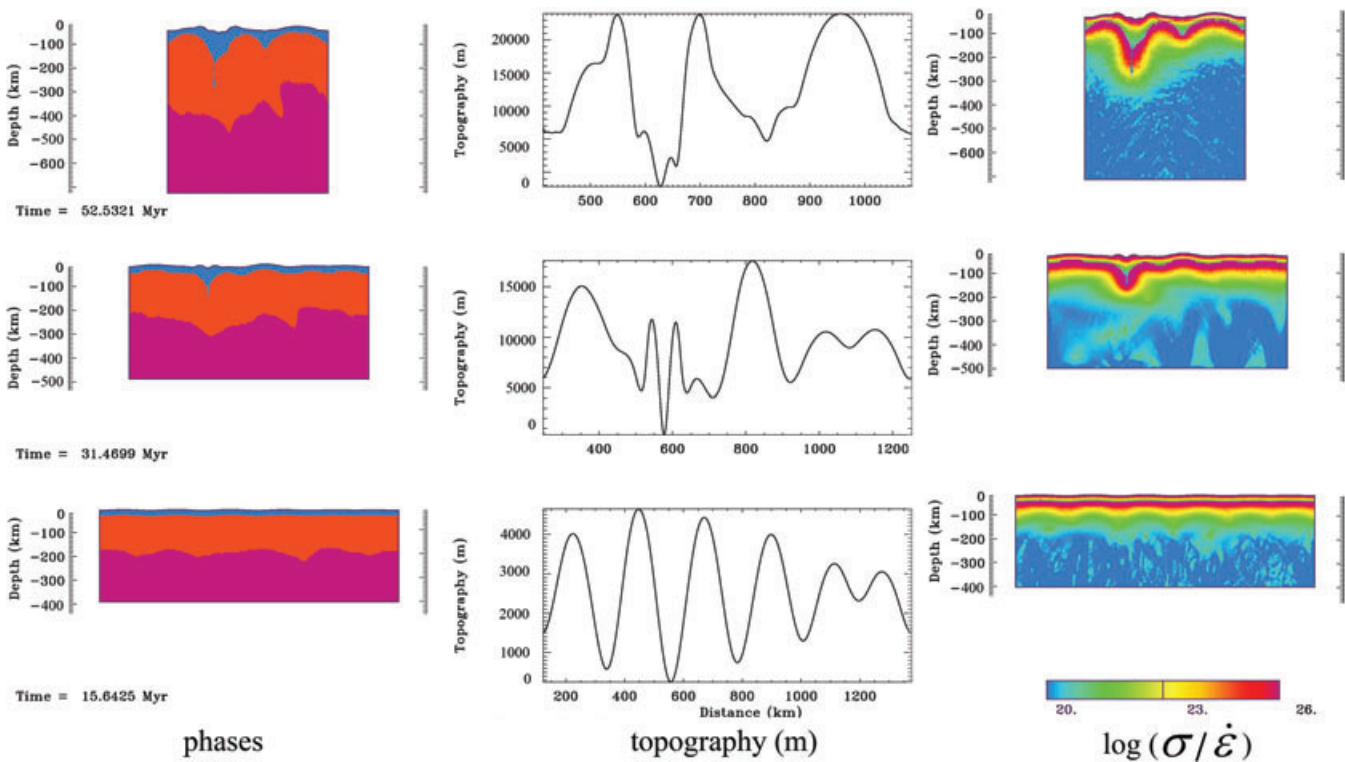 0
-100
-200
-300
-400
-500
-600
Depth (km)
Time = 52.5321 Myr
20000
15000
10000
5000
0
Topography (m)
500 600 700 800 900 1000
0
-100
-200
-300
-400
-500
-600
Depth (km)
0
-100
-200
-300
-400
-500
Depth (km)
Time = 31.4699 Myr
15000
10000
5000
0
Topography (m)
400 600 800 1000 1200
0
-100
-200
-300
-400
-500
Depth (km)
0
-100
-200
-300
-400
Depth (km)
Time = 15.6425 Myr
4000
3000
2000
1000
0
Topography (m)
200 400 600 800 1000 1200
Distance (km)
0
-100
-200
-300
-400
Depth (km)
20. 23. 26.
phases topography (m) log (σ/ε̇)